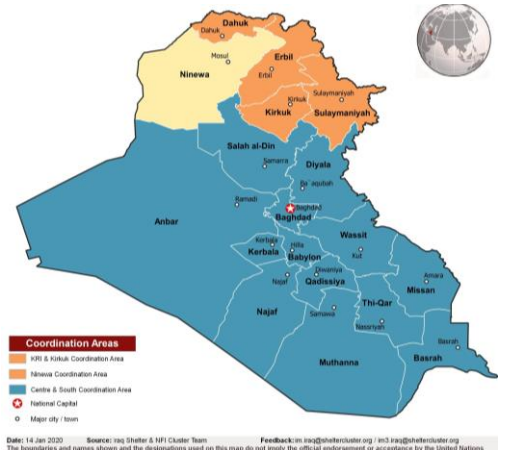 Dahuk
Dahuk
Mosul
Ninewa
Erbil
Erbil
Sulaymaniyah
Kirkuk
Kirkuk
Sulaymaniyah
Salah al-Din
Samarra
Diyala
Ba`aqubah
Ramadi
Baghdad
Baghdad
Anbar
Wassit
Kerbala
Kerbala
Hilla
Babylon
Kut
Diwaniya
Najaf
Qadissiya
Amara
Missan
Thi-Qar
Najaf
Samawa
Nassriyah
Basrah
Muthanna
Basrah
Coordination Areas
KRI & Kirkuk Coordination Area
Ninewa Coordination Area
Centre & South Coordination Area
National Capital
Major city / town
Date: 14 Jan 2020 Source: raq Shelter & NFI Cluster Team Feedback: im.iraq@sheltercluster.org / im3.iraq@sheltercluster.org
The boundaries and names shown and the designations used on this map do not imply the official endorsement or acceptance by the United Nations